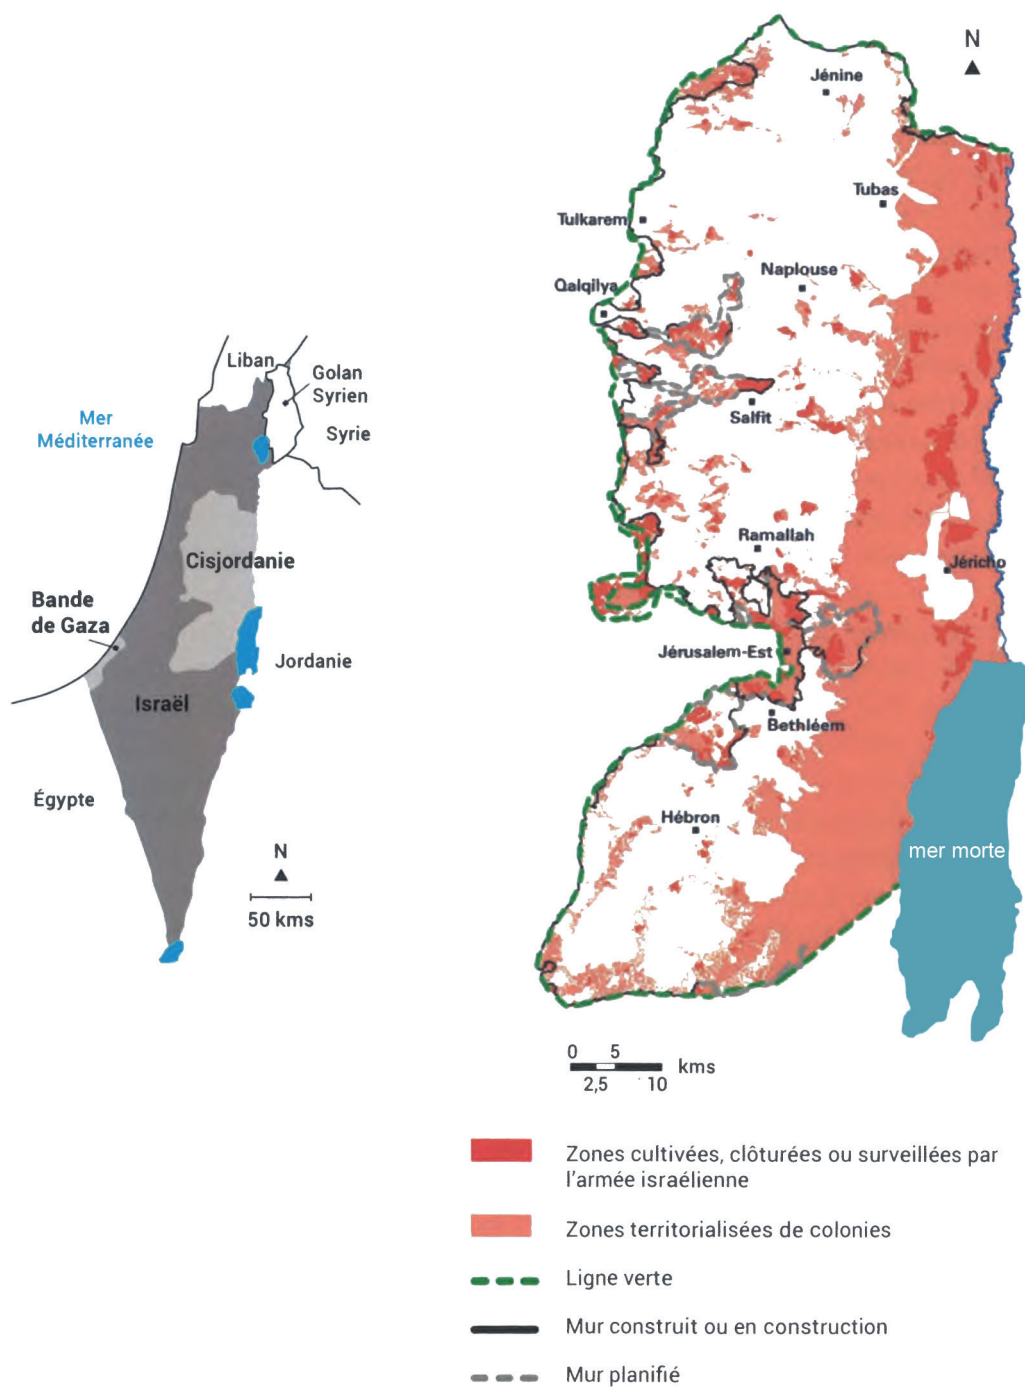 Liban
Golan
Syrien
Mer
Méditerranée
Syrie
Cisjordanie
Bande
de Gaza
Jordanie
Israël
Égypte
N
50 kms
N
Jénine
Tubas
Tulkarem
Naplouse
Qalqilya
Salfit
Ramallah
Jéricho
Jérusalem-Est
Bethléem
Hébron
mer morte
0 5
kms
2,5 10
Zones cultivées, clôturées ou surveillées par
l'armée israélienne
Zones territorialisées de colonies
Ligne verte
Mur construit ou en construction
Mur planifié